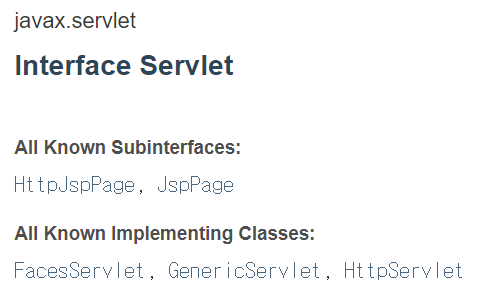 javax.servlet
Interface Servlet
All Known Subinterfaces:
HttpJspPage, JspPage
All Known Implementing Classes:
FacesServlet, GenericServlet, HttpServlet